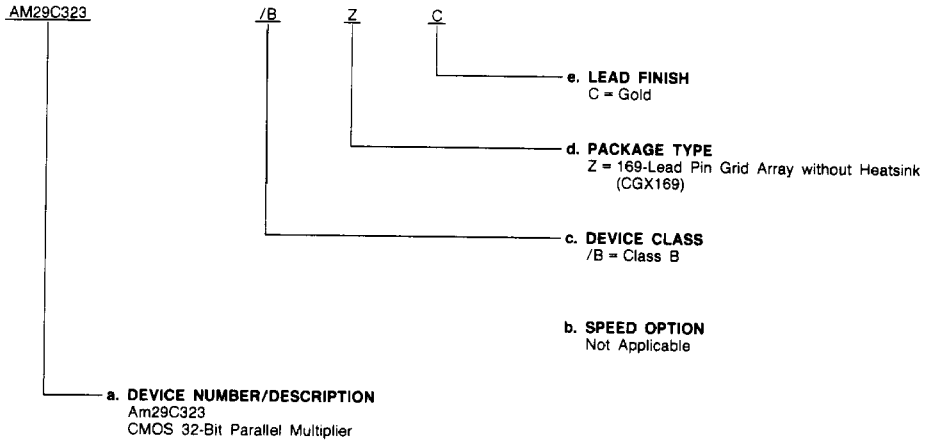 AM29C323 /B Z C
e. LEAD FINISH
C = Gold
d. PACKAGE TYPE
Z = 169-Lead Pin Grid Array without Heatsink
(CGX169)
c. DEVICE CLASS
/B = Class B
b. SPEED OPTION
Not Applicable
a. DEVICE NUMBER/DESCRIPTION
Am29C323
CMOS 32-Bit Parallel Multiplier